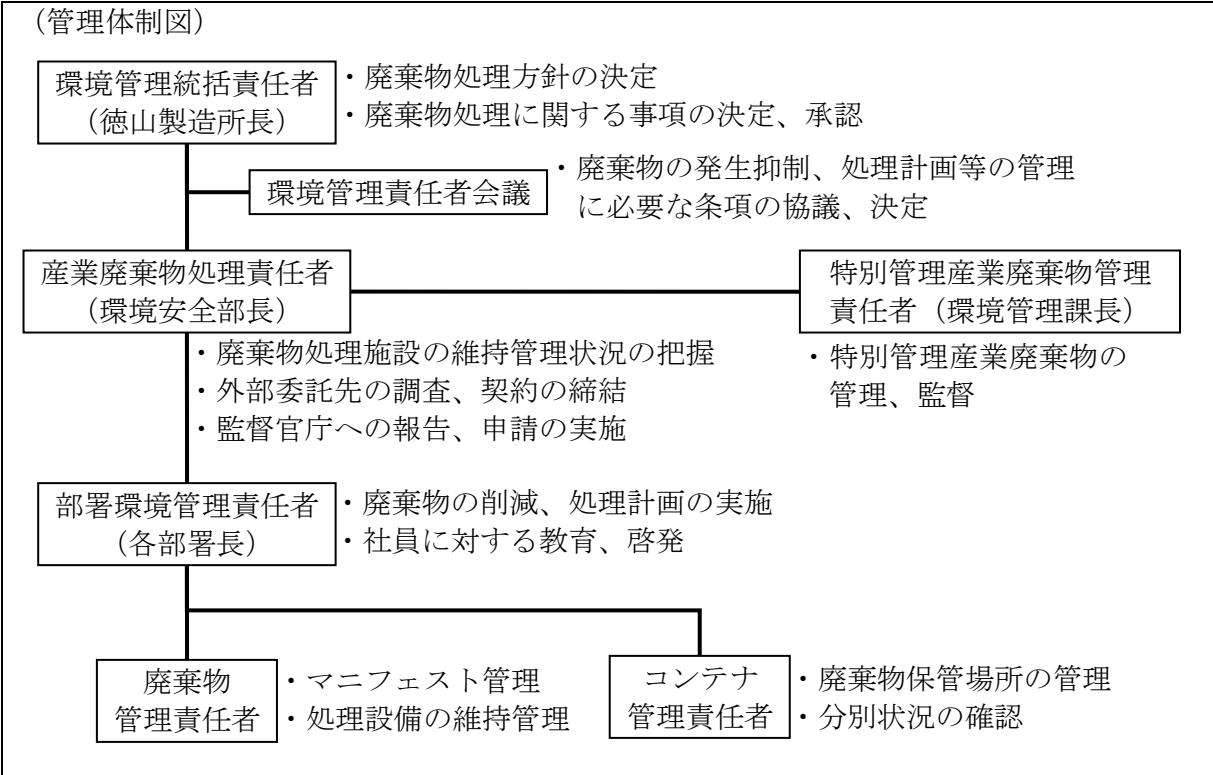 （管理体制図）
環境管理統括責任者
（徳山製造所長）
・廃棄物処理方針の決定
・廃棄物処理に関する事項の決定、承認
環境管理責任者会議
・廃棄物の発生抑制、処理計画等の管理
に必要な条項の協議、決定
産業廃棄物処理責任者
（環境安全部長）
特別管理産業廃棄物管理
責任者（環境管理課長）
・廃棄物処理施設の維持管理状況の把握
・外部委託先の調査、契約の締結
・監督官庁への報告、申請の実施
・特別管理産業廃棄物の
管理、監督
部署環境管理責任者
（各部署長）
・廃棄物の削減、処理計画の実施
・社員に対する教育、啓発
廃棄物
管理責任者
・マニフェスト管理
・処理設備の維持管理
コンテナ
管理責任者
・廃棄物保管場所の管理
・分別状況の確認